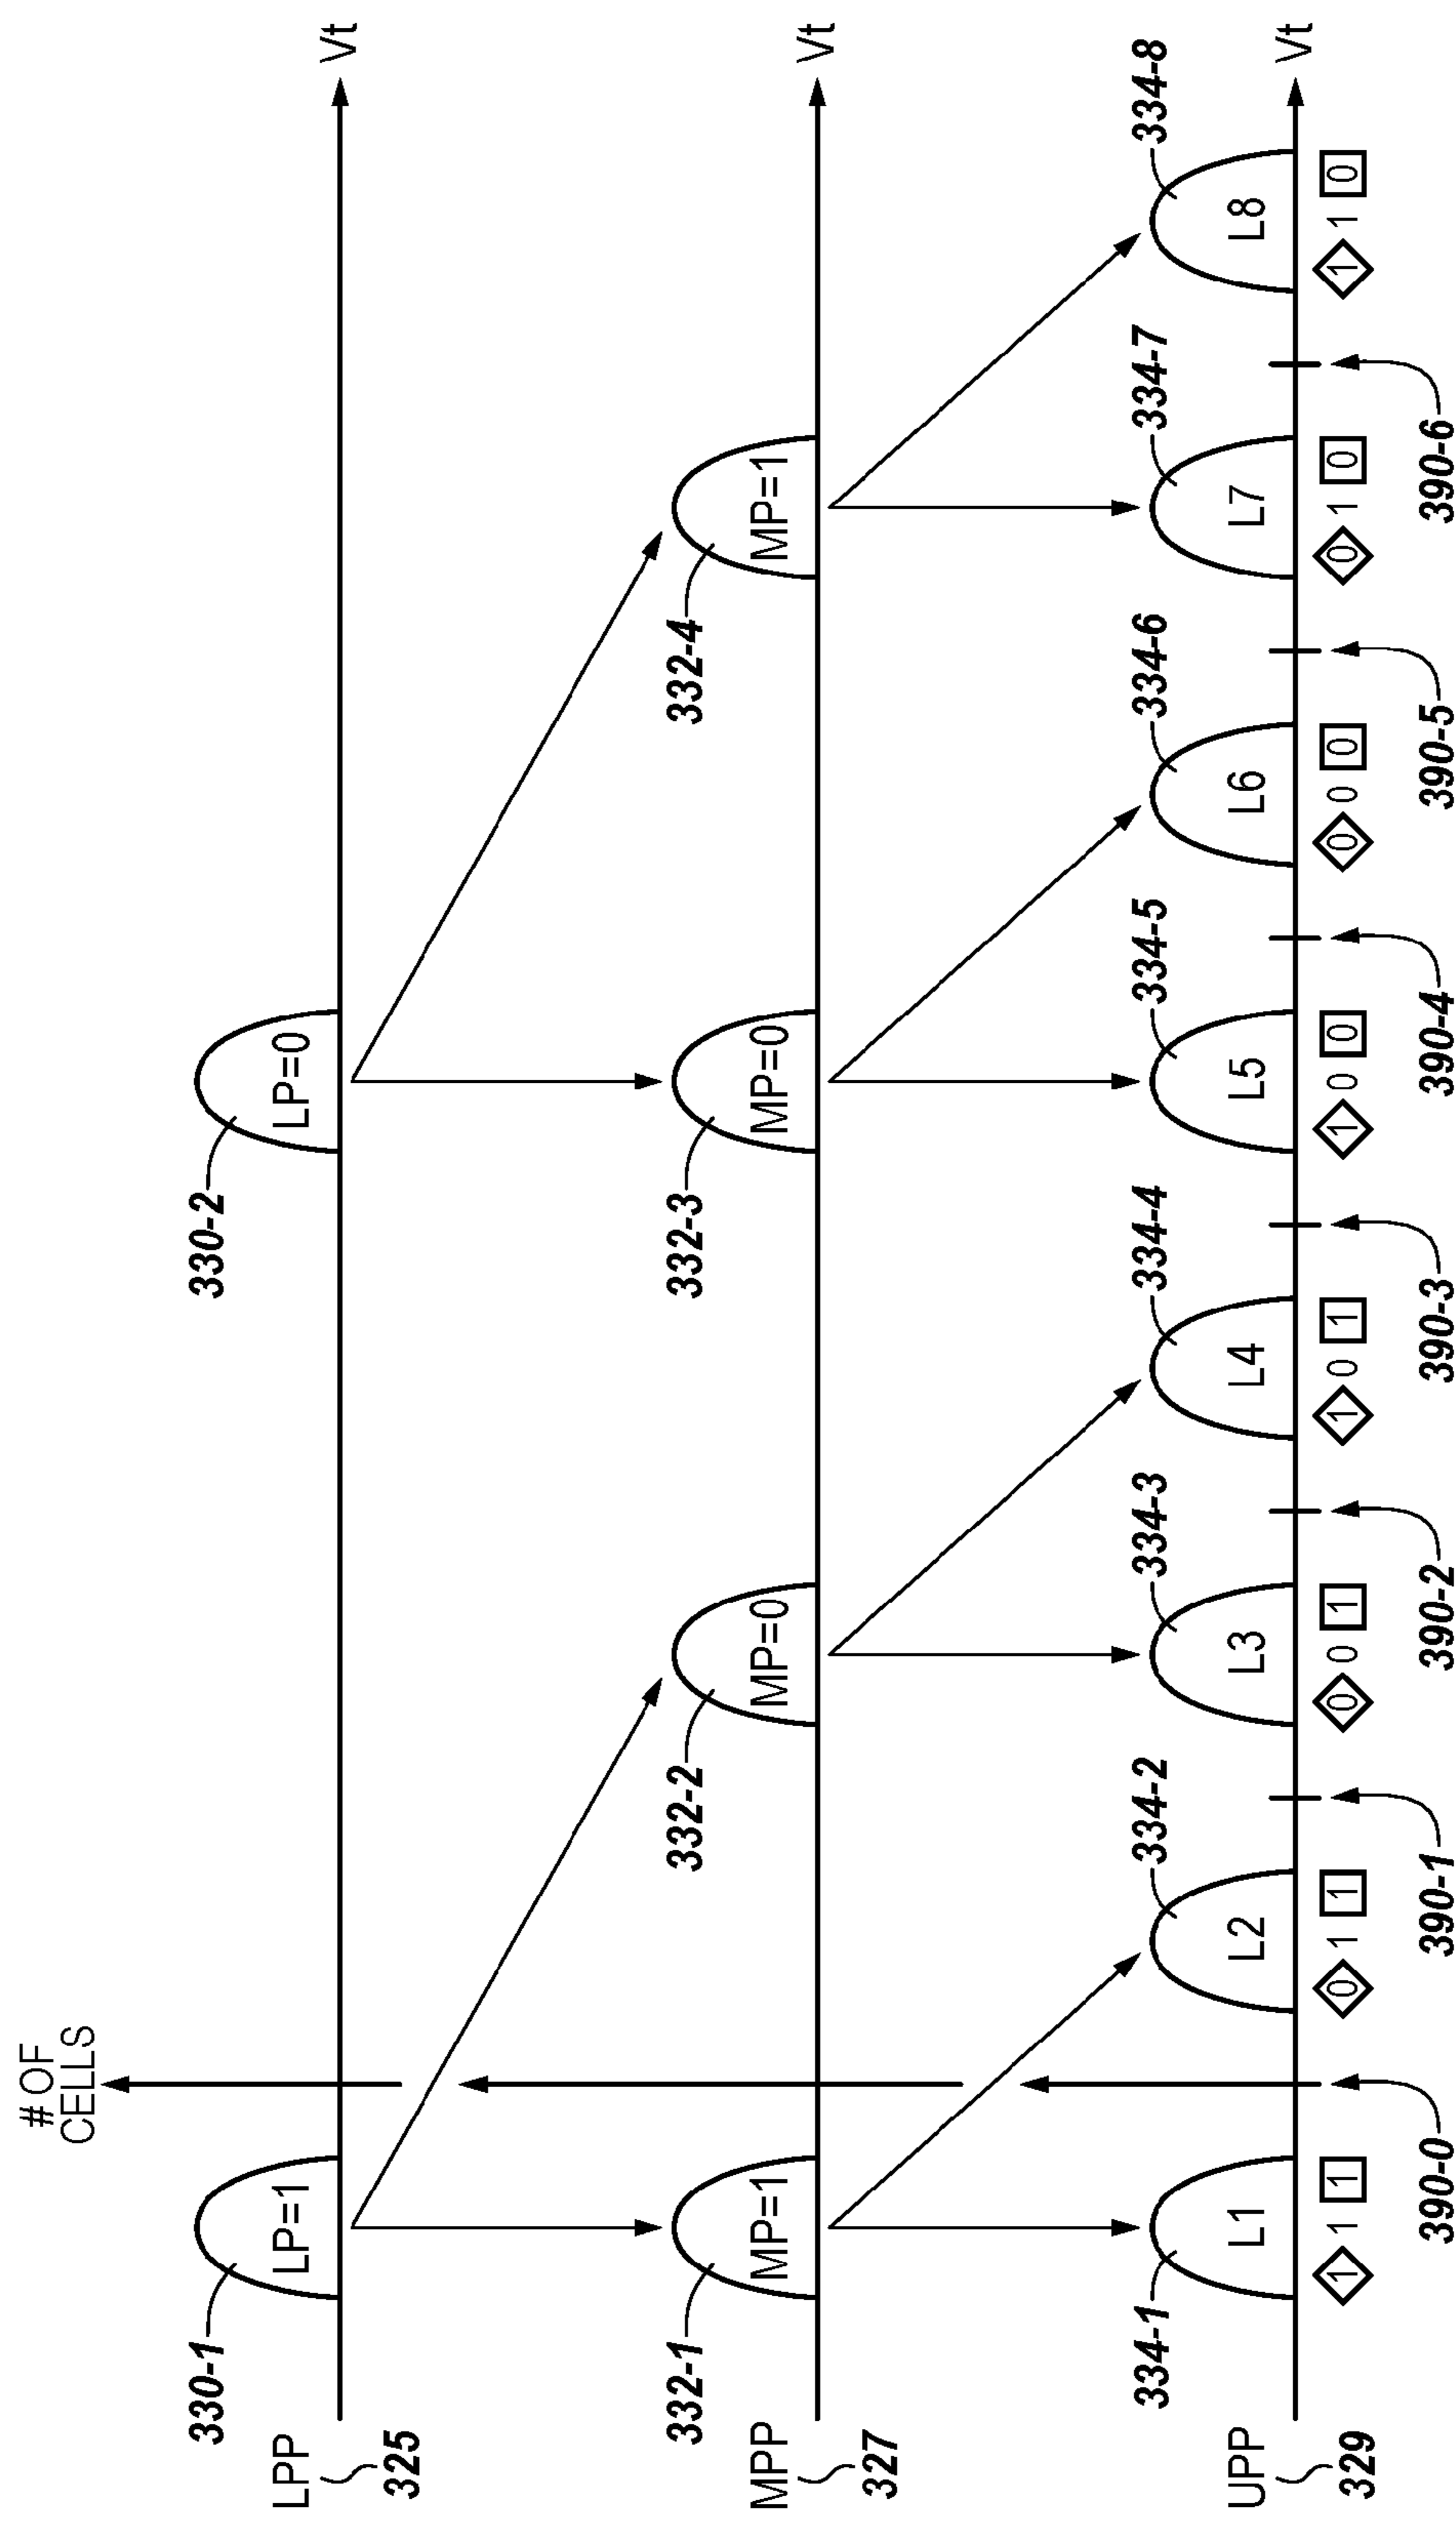 # OF
CELLS
330-1
LP=1
330-2
LP=0
Vt
LPP
325
332-1
MP=1
332-2
MP=0
332-3
MP=0
332-4
MP=1
Vt
MPP
327
334-1
L1
334-2
L2
334-3
L3
334-4
L4
334-5
L5
334-6
L6
334-7
L7
334-8
L8
Vt
UPP
329
1 1 1
0 1 1
0 0 1
1 0 1
1 0 0
0 0 0
0 1 0
1 1 0
390-0
390-1
390-2
390-3
390-4
390-5
390-6